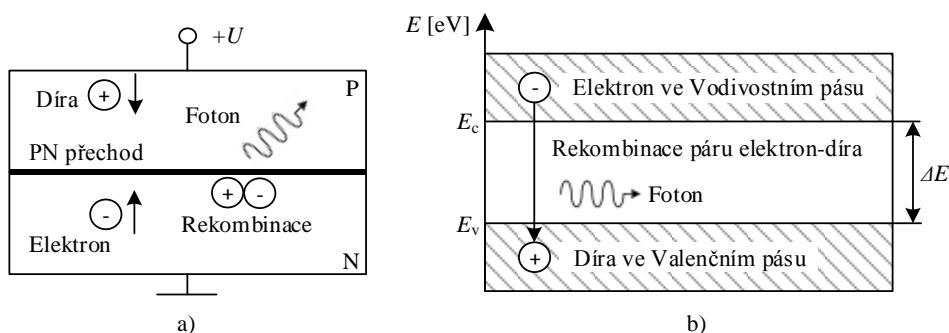 +U
P
Díra +
Foton
PN přechod
+ -
- Rekombinace
Elektron
N
a)
E [eV]
- Elektron ve Vodivostním pásu
Ec
Rekombinace páru elektron-díra
ΔE
Foton
Ev
+ Díra ve Valenčním pásu
b)